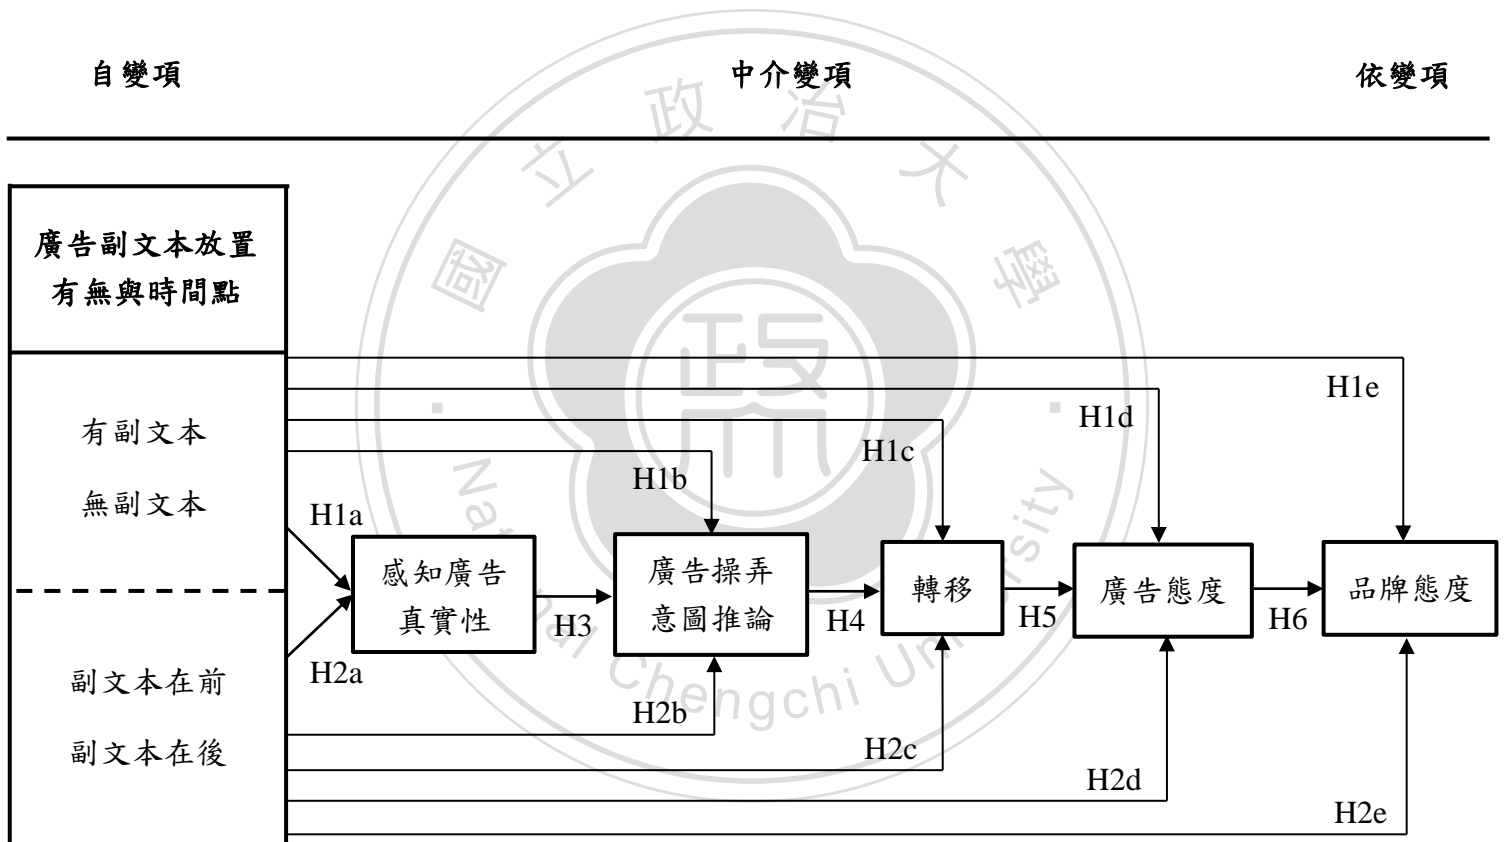 自變項
中介變項
依變項
廣告副文本放置
有無與時間點
有副文本
無副文本
副文本在前
副文本在後
H1a
H1b
H1c
H1d
H1e
感知廣告
真實性
H3
廣告操弄
意圖推論
H4
轉移
H5
廣告態度
H6
品牌態度
H2a
H2b
H2c
H2d
H2e
國立政治大學
政
National Chengchi University